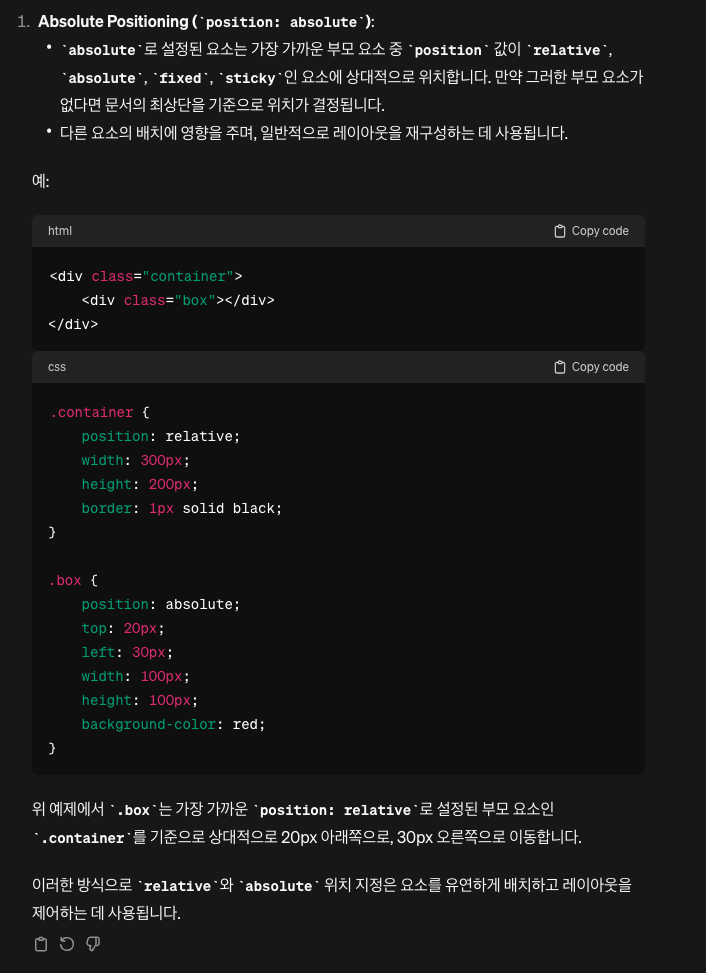 1. Absolute Positioning (`position: absolute`):
• `absolute`로 설정된 요소는 가장 가까운 부모 요소 중 `position` 값이 `relative`,
`absolute`, `fixed`, `sticky`인 요소에 상대적으로 위치합니다. 만약 그러한 부모 요소가
없다면 문서의 최상단을 기준으로 위치가 결정됩니다.
• 다른 요소의 배치에 영향을 주며, 일반적으로 레이아웃을 재구성하는 데 사용됩니다.
예:
html Copy code
<div class="container">
    <div class="box"></div>
</div>
css Copy code
.container {
    position: relative;
    width: 300px;
    height: 200px;
    border: 1px solid black;
}
.box {
    position: absolute;
    top: 20px;
    left: 30px;
    width: 100px;
    height: 100px;
    background-color: red;
}
위 예제에서 `.box`는 가장 가까운 `position: relative`로 설정된 부모 요소인
`.container`를 기준으로 상대적으로 20px 아래쪽으로, 30px 오른쪽으로 이동합니다.
이러한 방식으로 `relative`와 `absolute` 위치 지정은 요소를 유연하게 배치하고 레이아웃을
제어하는 데 사용됩니다.